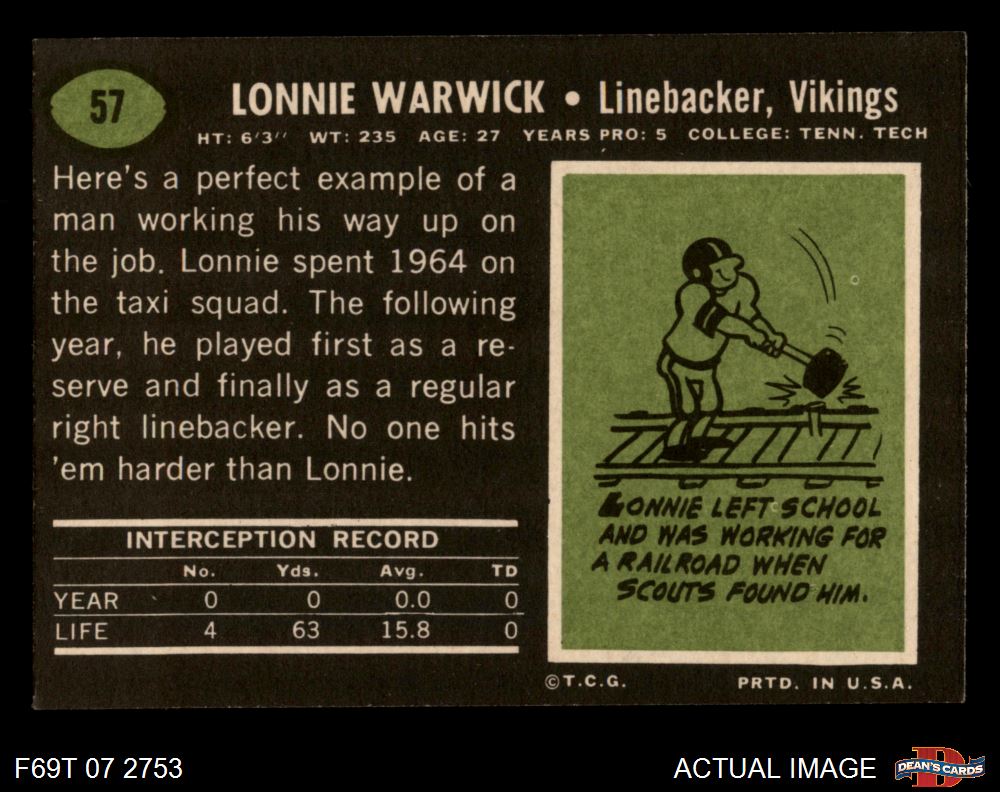 57
LONNIE WARWICK • Linebacker, Vikings
HT: 6'3'' WT: 235 AGE: 27 YEARS PRO: 5 COLLEGE: TENN. TECH
Here's a perfect example of a
man working his way up on
the job. Lonnie spent 1964 on
the taxi squad. The following
year, he played first as a re-
serve and finally as a regular
right linebacker. No one hits
'em harder than Lonnie.
INTERCEPTION RECORD
No. Yds. Avg. TD
YEAR 0 0 0.0 0
LIFE 4 63 15.8 0
LONNIE LEFT SCHOOL
AND WAS WORKING FOR
A RAILROAD WHEN
SCOUTS FOUND HIM.
©T.C.G. PRTD. IN U.S.A.
F69T 07 2753
ACTUAL IMAGE
D
DEAN'S CARDS